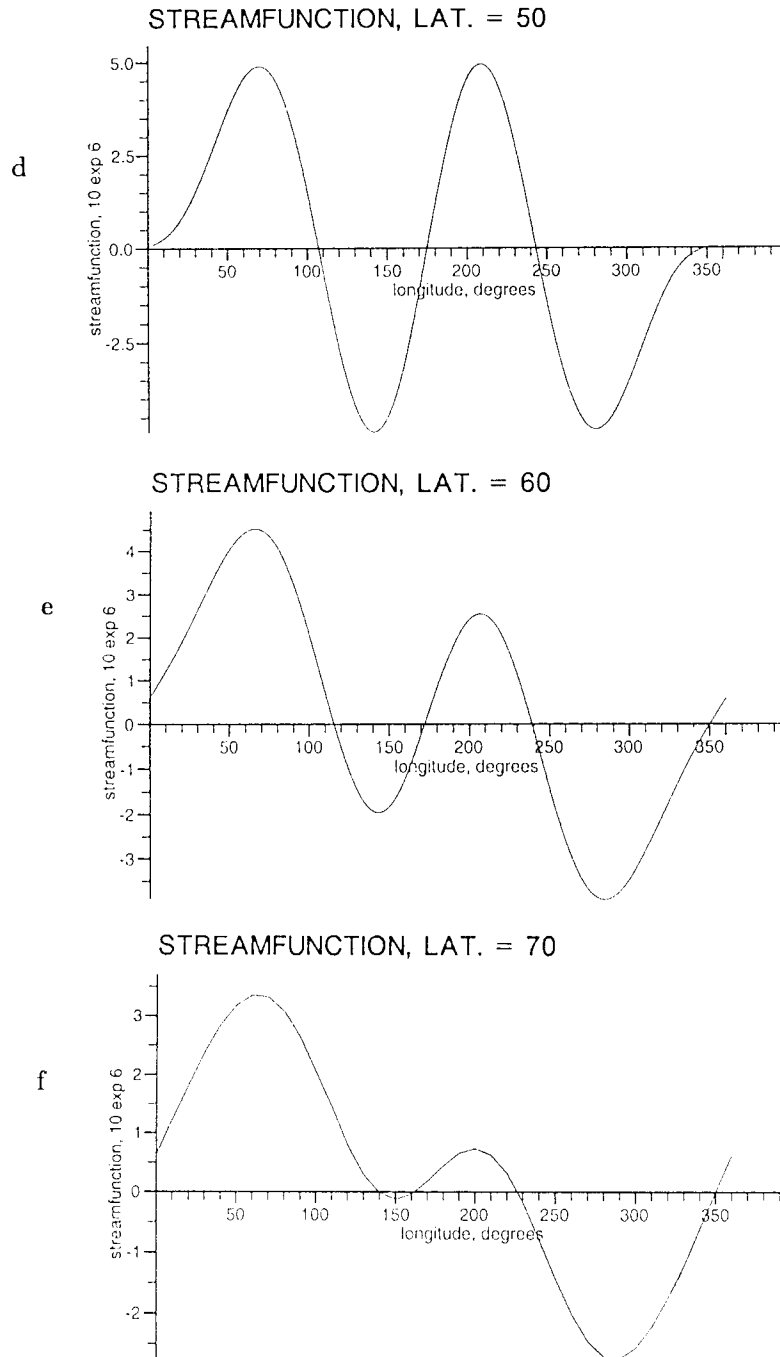 STREAMFUNCTION, LAT. = 50
d
streamfunction, 10 exp 6
5.0
2.5
0.0
-2.5
50 100 150 200 250 300 350
longitude, degrees
STREAMFUNCTION, LAT. = 60
e
streamfunction, 10 exp 6
4
3
2
1
0
-1
-2
-3
50 100 150 200 250 300 350
longitude, degrees
STREAMFUNCTION, LAT. = 70
f
streamfunction, 10 exp 6
3
2
1
0
-1
-2
50 100 150 200 250 300 350
longitude, degrees